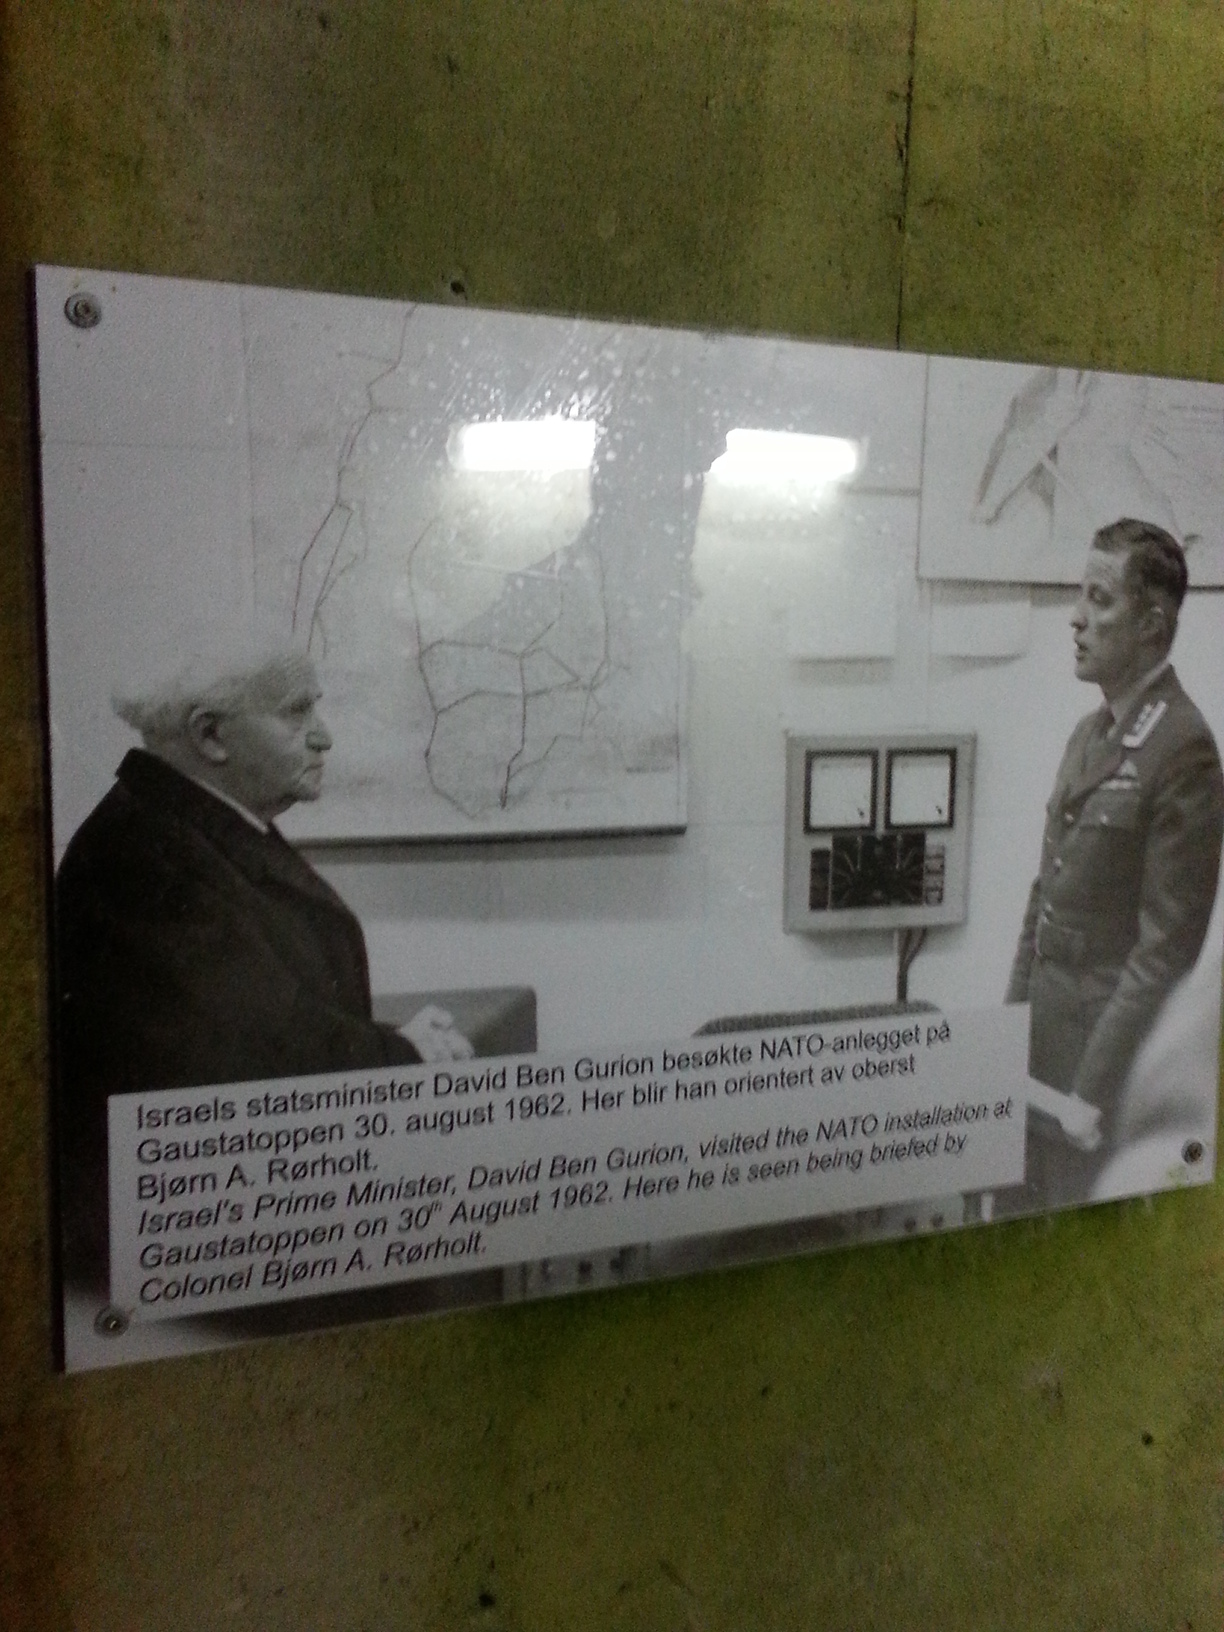 Israels statsminister David Ben Gurion besøkte NATO-anlegget på
Gaustatoppen 30. august 1962. Her blir han orientert av oberst
Bjørn A. Rørholt.
Israel's Prime Minister, David Ben Gurion, visited the NATO installation at
Gaustatoppen on 30th August 1962. Here he is seen being briefed by
Colonel Bjørn A. Rørholt.